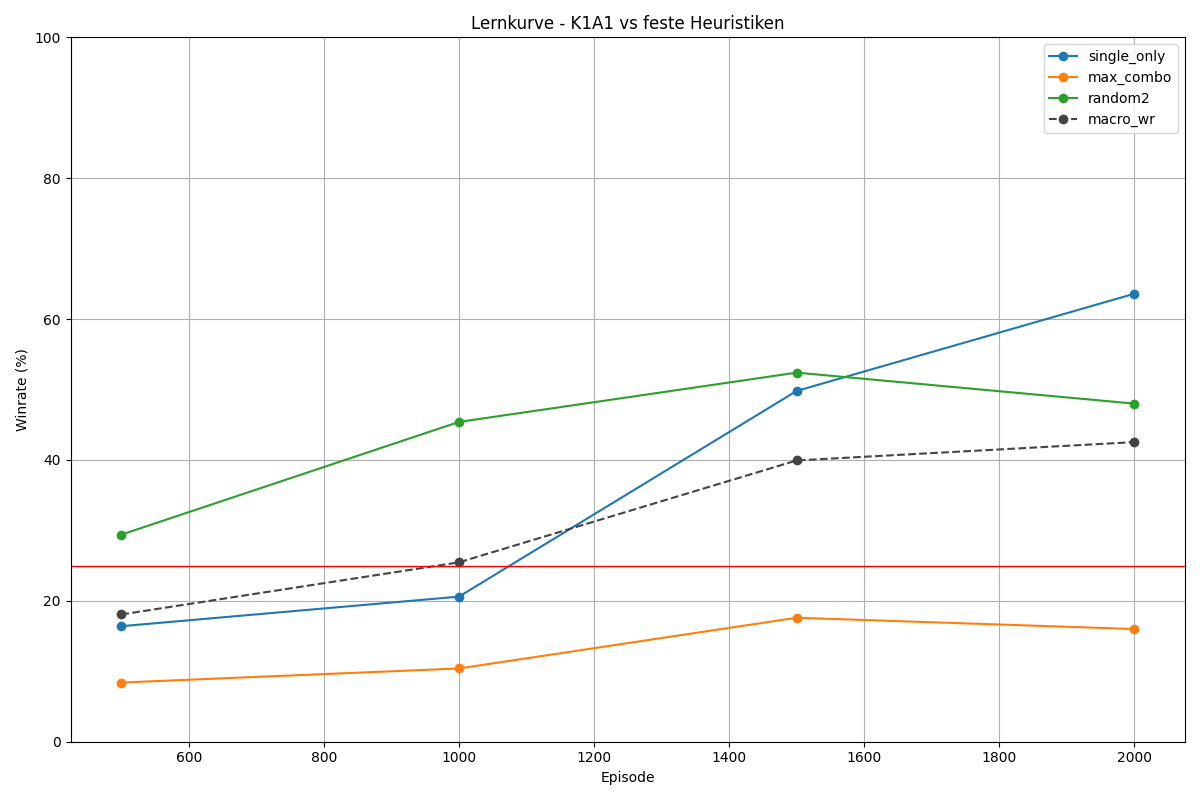 Lernkurve - K1A1 vs feste Heuristiken
single_only
max_combo
random2
macro_wr
Winrate (%)
100
80
60
40
20
0
600 800 1000 1200 1400 1600 1800 2000
Episode